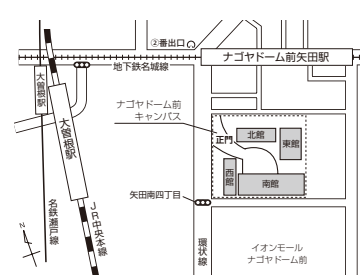 ②番出口
ナゴヤドーム前矢田駅
地下鉄名城線
大曽根駅
大曽根駅
ナゴヤドーム前
キャンパス
正門
北館
東館
西館
南館
矢田南四丁目
名鉄瀬戸線
JR中央本線
環状線
イオンモール
ナゴヤドーム前
N